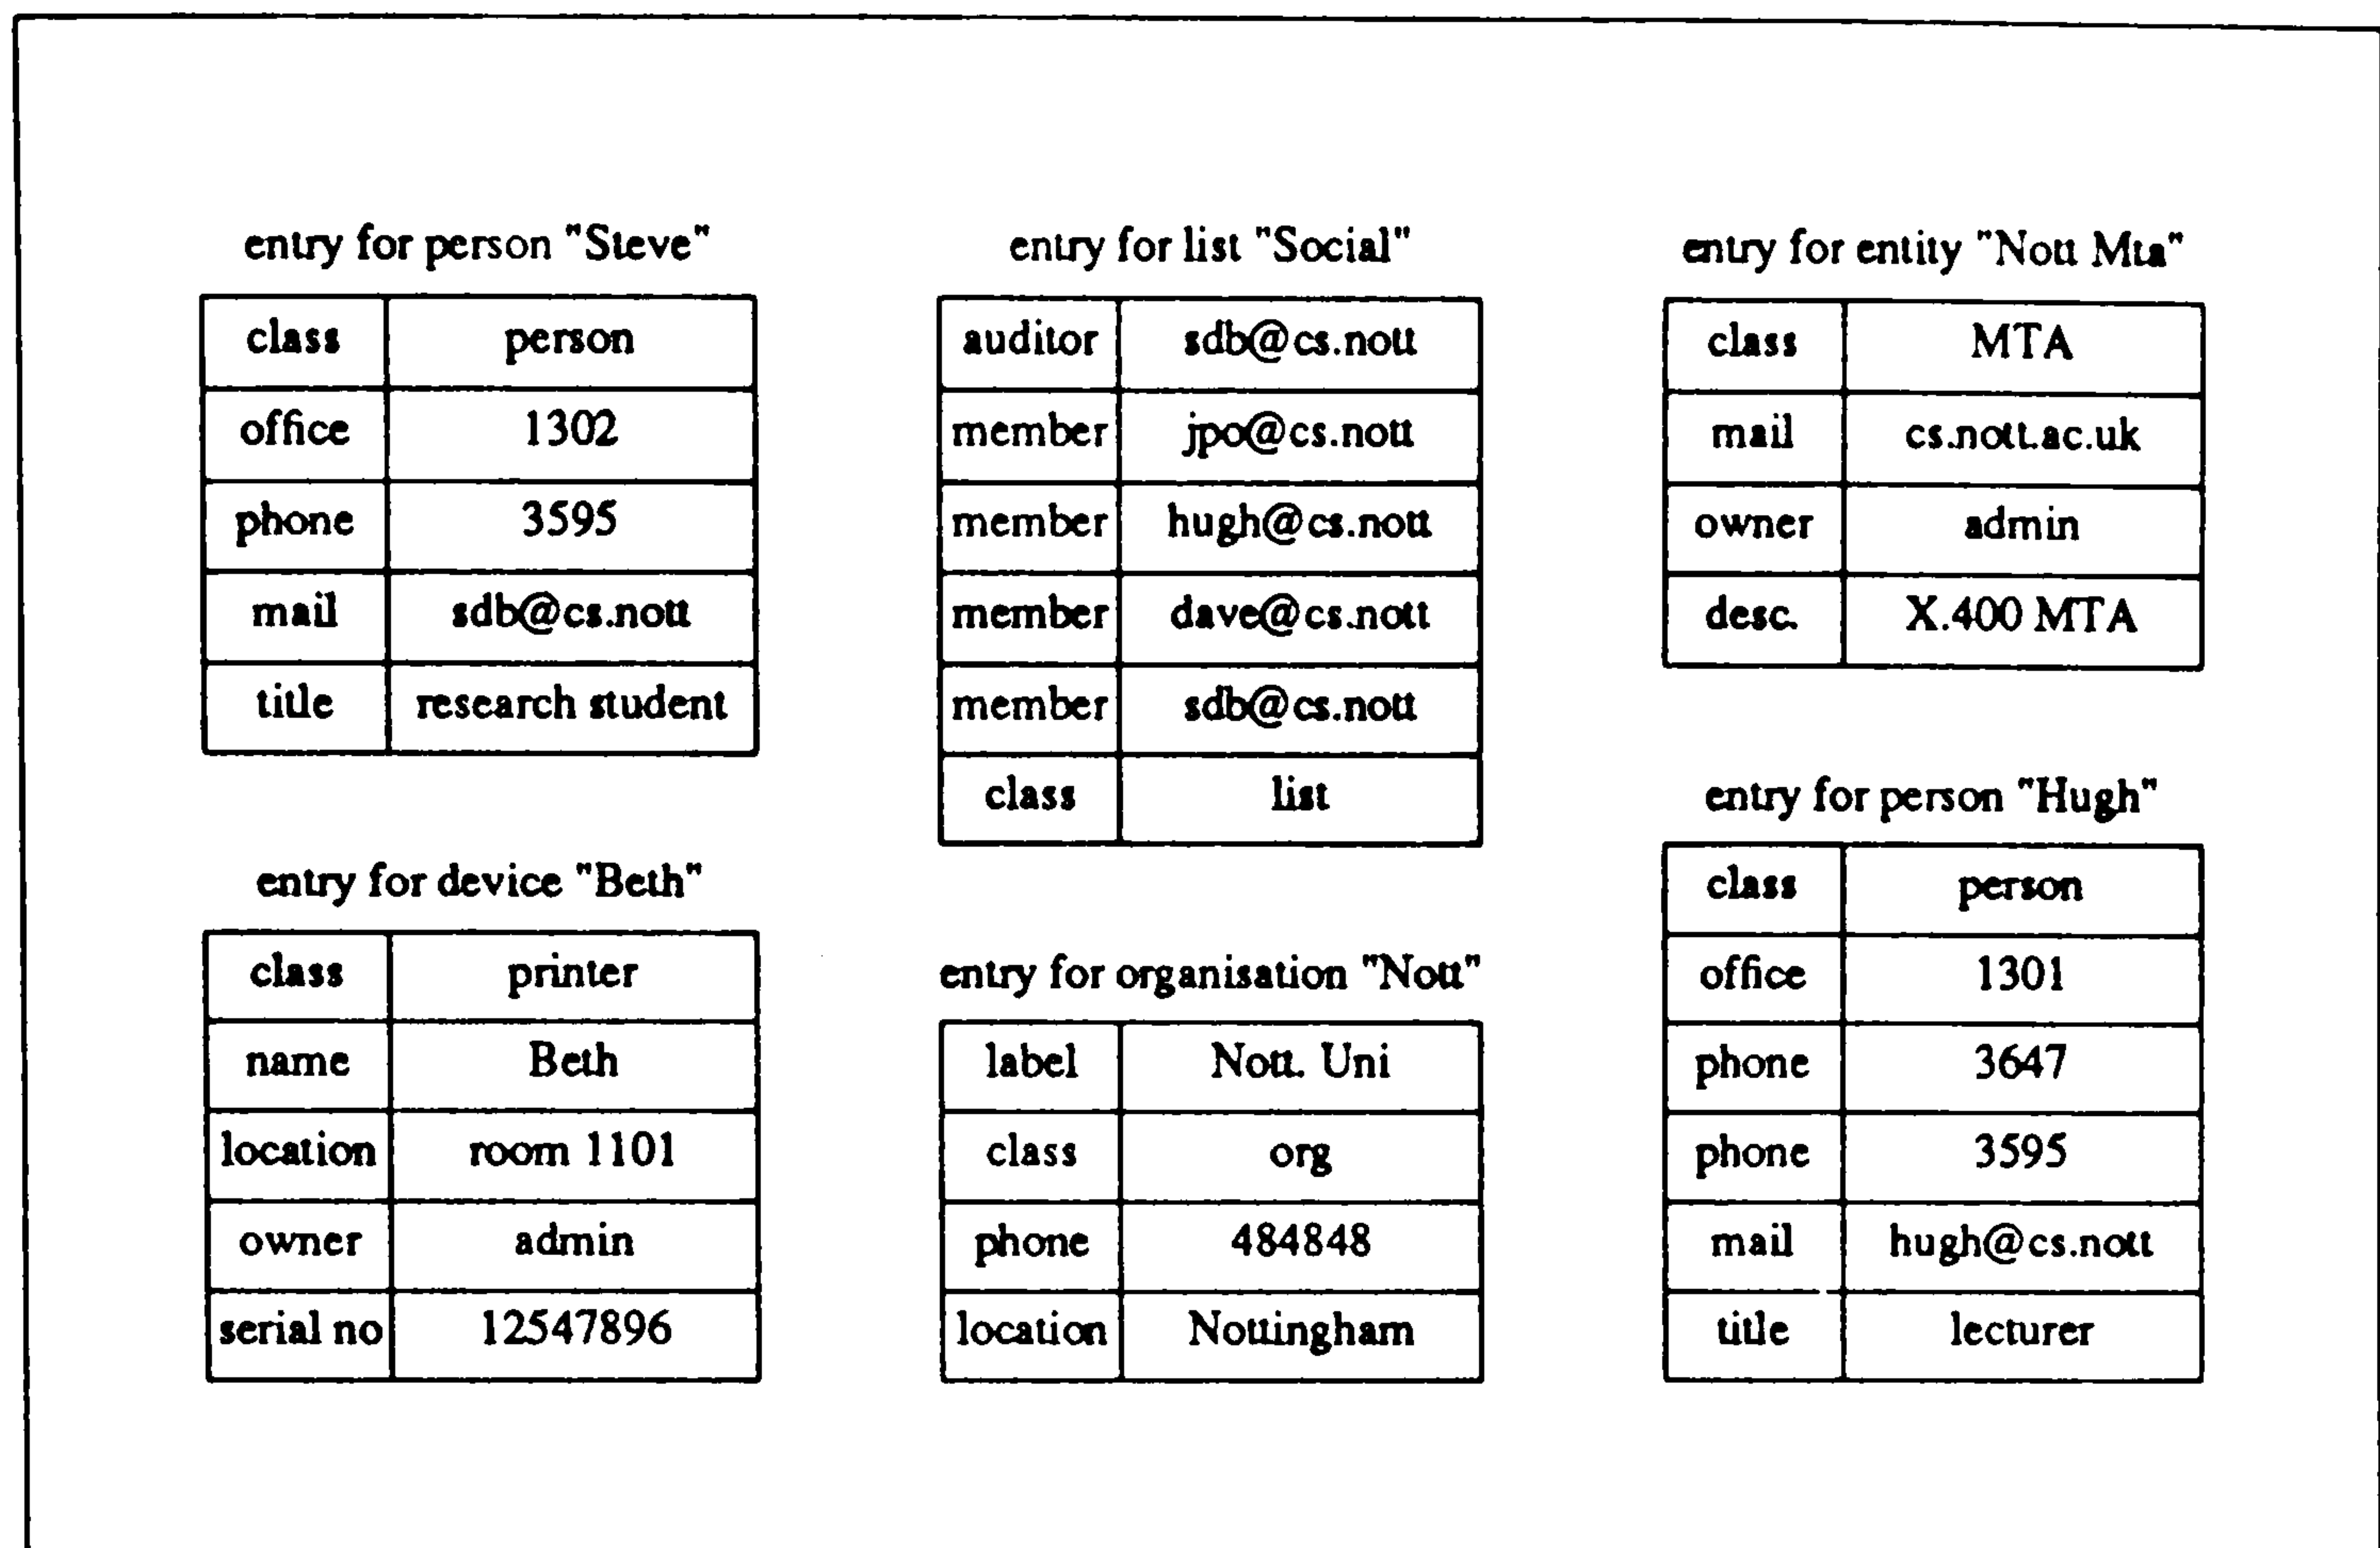 entry for person "Steve"
class person
office 1302
phone 3595
mail sdb@cs.nott
title research student
entry for device "Beth"
class printer
name Beth
location room 1101
owner admin
serial no 12547896
entry for list "Social"
auditor sdb@cs.nott
member jpo@cs.nott
member hugh@cs.nott
member dave@cs.nott
member sdb@cs.nott
class list
entry for organisation "Nott"
label Nott. Uni
class org
phone 484848
location Nottingham
entry for entity "Nott Mta"
class MTA
mail cs.nott.ac.uk
owner admin
desc. X.400 MTA
entry for person "Hugh"
class person
office 1301
phone 3647
phone 3595
mail hugh@cs.nott
title lecturer